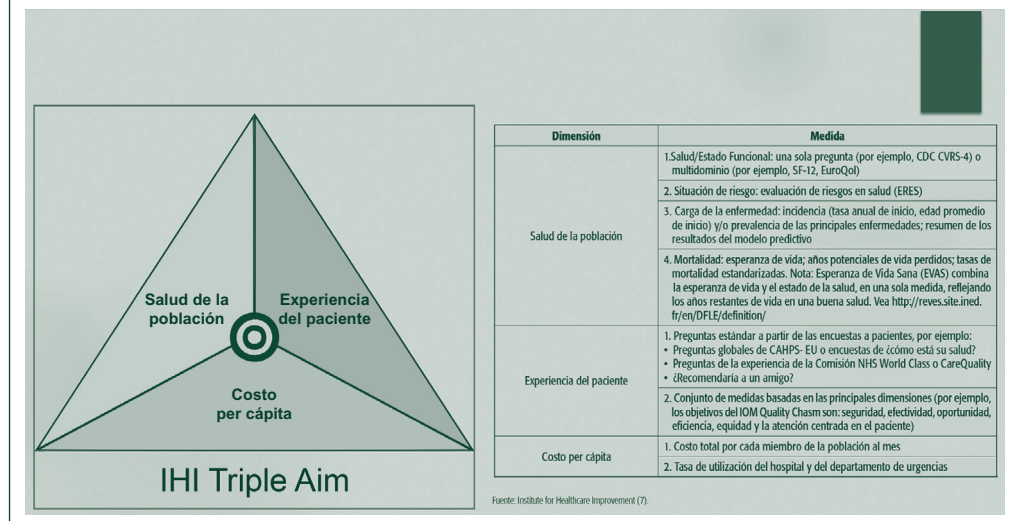 Salud de la
población
Experiencia
del paciente
Costo
per cápita
IHI Triple Aim
Dimensión
Medida
Salud de la población
1.Salud/Estado Funcional: una sola pregunta (por ejemplo, CDC CVRS-4) o
multidominio (por ejemplo, SF-12, EuroQol)
2. Situación de riesgo: evaluación de riesgos en salud (ERES)
3. Carga de la enfermedad: incidencia (tasa anual de inicio, edad promedio
de inicio) y/o prevalencia de las principales enfermedades; resumen de los
resultados del modelo predictivo
4. Mortalidad: esperanza de vida; años potenciales de vida perdidos; tasas de
mortalidad estandarizadas. Nota: Esperanza de Vida Sana (EVAS) combina
la esperanza de vida y el estado de la salud, en una sola medida, reflejando
los años restantes de vida en una buena salud. Vea http://reves.site.ined.
fr/en/DFLE/definition/
Experiencia del paciente
1. Preguntas estándar a partir de las encuestas a pacientes, por ejemplo:
• Preguntas globales de CAHPS- EU o encuestas de ¿cómo está su salud?
• Preguntas de la experiencia de la Comisión NHS World Class o CareQuality
• ¿Recomendaría a un amigo?
2. Conjunto de medidas basadas en las principales dimensiones (por ejemplo,
los objetivos del IOM Quality Chasm son: seguridad, efectividad, oportunidad,
eficiencia, equidad y la atención centrada en el paciente)
Costo per cápita
1. Costo total por cada miembro de la población al mes
2. Tasa de utilización del hospital y del departamento de urgencias
Fuente: Institute for Healthcare Improvement (7).